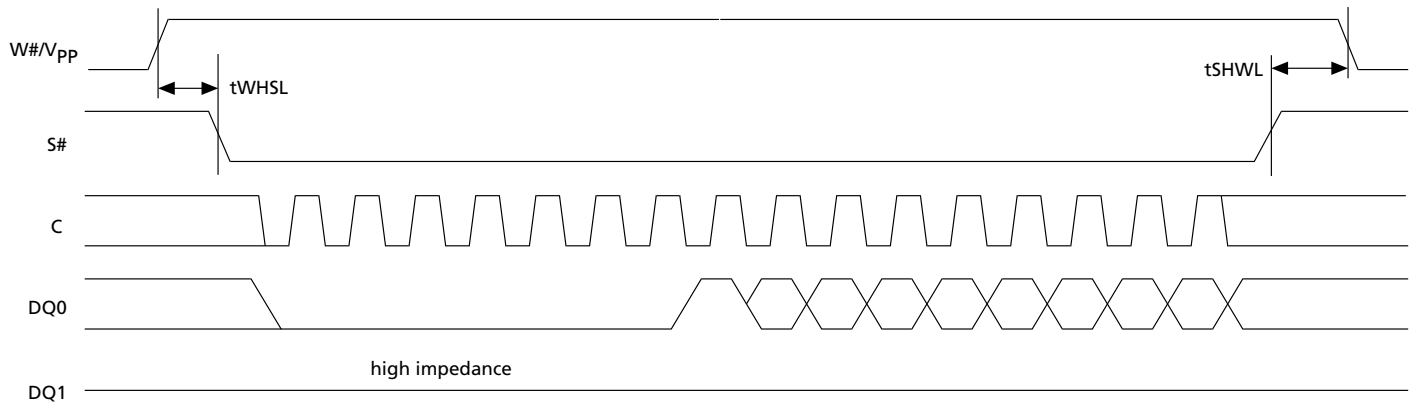 W#/VPP
tWHSL
tSHWL
S#
C
DQ0
high impedance
DQ1